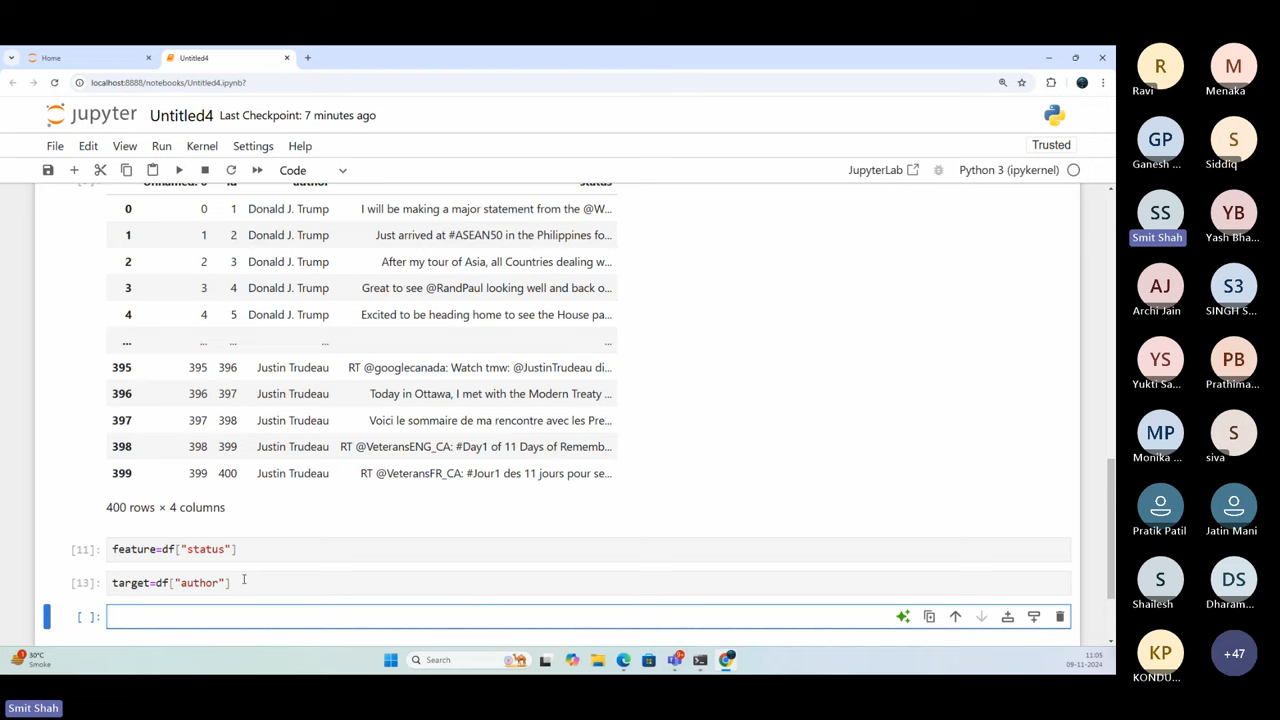 Home
Untitled4
localhost:8888/notebooks/Untitled4.ipynb?
jupyter Untitled4 Last Checkpoint: 7 minutes ago
File Edit View Run Kernel Settings Help
Trusted
Code
JupyterLab
Python 3 (ipykernel)
Unnamed: 0 id author status
0 0 1 Donald J. Trump I will be making a major statement from the @W...
1 1 2 Donald J. Trump Just arrived at #ASEAN50 in the Philippines fo...
2 2 3 Donald J. Trump After my tour of Asia, all Countries dealing w...
3 3 4 Donald J. Trump Great to see @RandPaul looking well and back o...
4 4 5 Donald J. Trump Excited to be heading home to see the House pa...
... ... ... ... ...
395 395 396 Justin Trudeau RT @googlecanada: Watch tmw: @JustinTrudeau di...
396 396 397 Justin Trudeau Today in Ottawa, I met with the Modern Treaty ...
397 397 398 Justin Trudeau Voici le sommaire de ma rencontre avec les Pre...
398 398 399 Justin Trudeau RT @VeteransENG_CA: #Day1 of 11 Days of Rememb...
399 399 400 Justin Trudeau RT @VeteransFR_CA: #Jour1 des 11 jours pour se...
400 rows × 4 columns
[11]: feature=df["status"]
[13]: target=df["author"]
[ ]:
30°C
Smoke
Search
11:05
09-11-2024
R M
Ravi Menaka
GP S
Ganesh ... Siddiq
SS YB
Smit Shah Yash Bha...
AJ S3
Archi Jain SINGH S...
YS PB
Yukti Sa... Prathima...
MP S
Monika ... siva
Pratik Patil Jatin Mani
S DS
Shailesh Dharam...
KP +47
KONDU...
Smit Shah